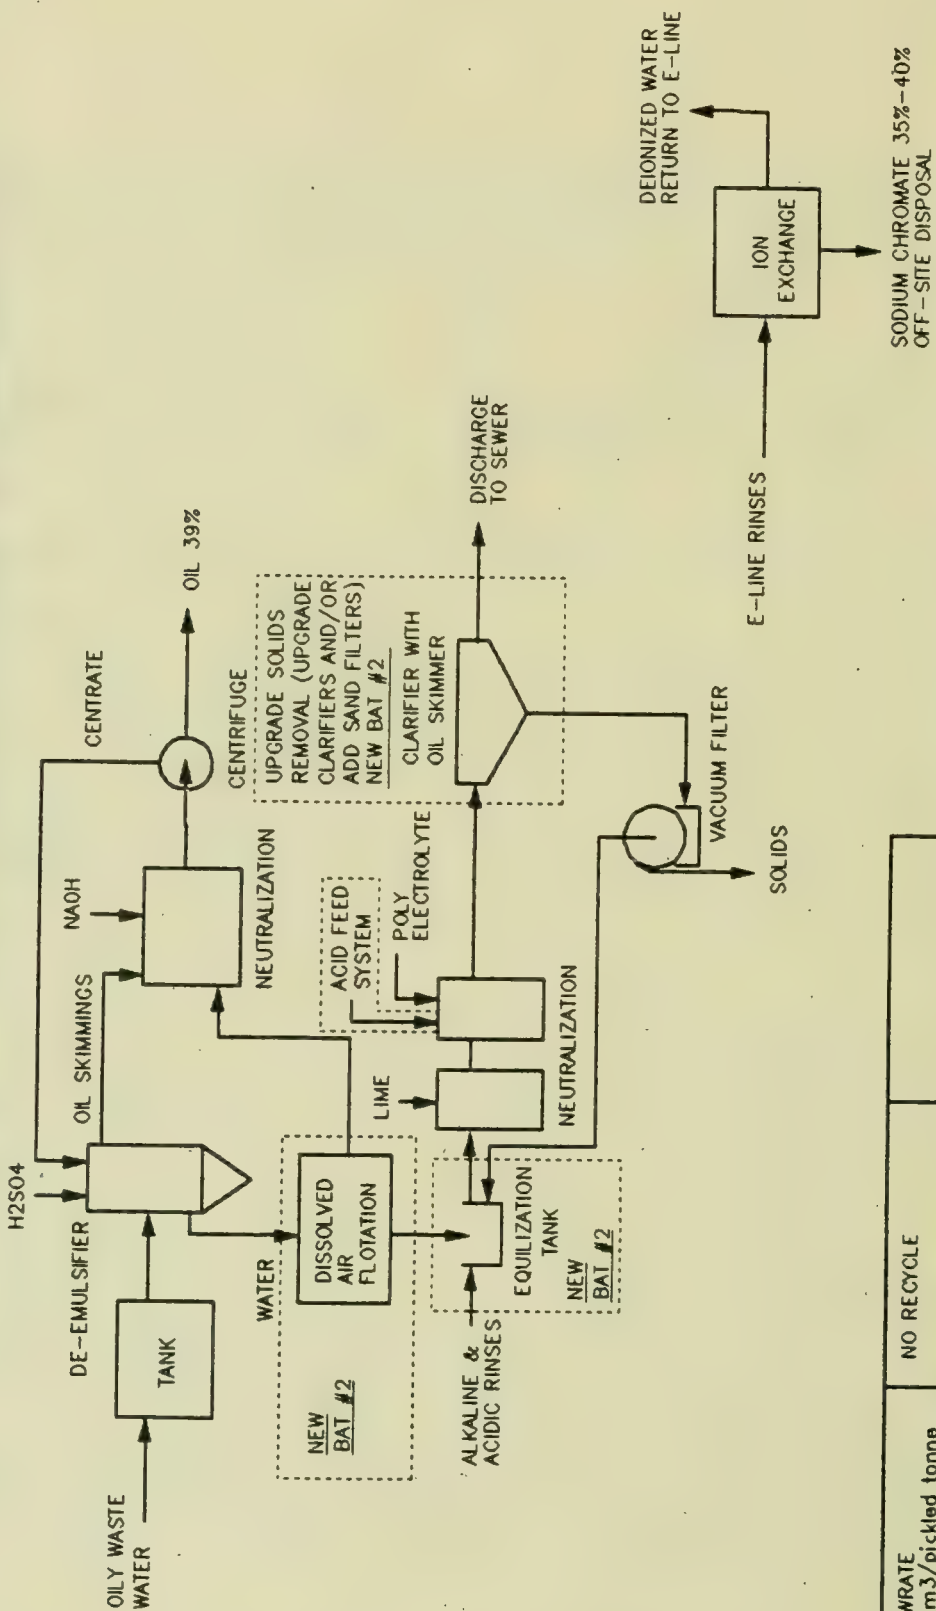 OILY WASTE
WATER
TANK
DE-EMULSIFIER
H2SO4
OIL SKIMMINGS
NAOH
NEUTRALIZATION
CENTRATE
CENTRIFUGE
OIL 39%
WATER
DISSOLVED
AIR
FLOTATION
NEW
BAT #2
ALKALINE &
ACIDIC RINSES
EQUILIZATION
TANK
NEW
BAT #2
LIME
NEUTRALIZATION
ACID FEED
SYSTEM
POLY
ELECTROLYTE
UPGRADE SOLIDS
REMOVAL (UPGRADE
CLARIFIERS AND/OR
ADD SAND FILTERS)
NEW BAT #2
CLARIFIER WITH
OIL SKIMMER
DISCHARGE
TO SEWER
VACUUM FILTER
SOLIDS
E-LINE RINSES
ION
EXCHANGE
DEIONIZED WATER
RETURN TO E-LINE
SODIUM CHROMATE 35%-40%
OFF-SITE DISPOSAL
WRATE
m3/pickled tonne
NO RECYCLE